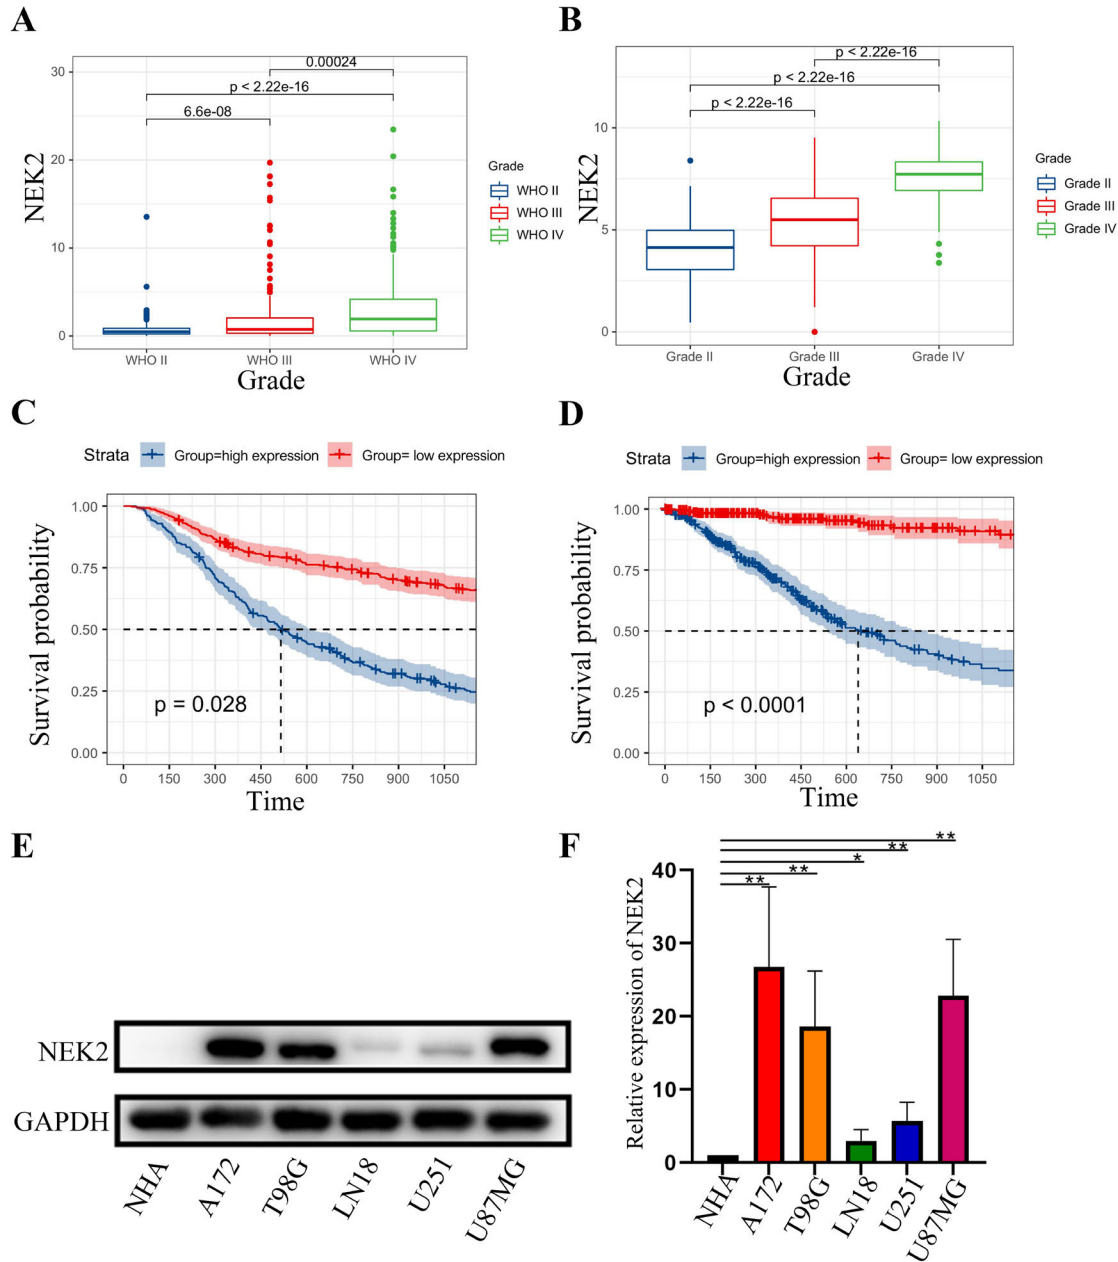 A
NEK2
30
20
10
0
0.00024
p < 2.22e-16
6.6e-08
WHO II
WHO III
WHO IV
Grade
Grade
WHO II
WHO III
WHO IV
B
NEK2
10
5
0
p < 2.22e-16
p < 2.22e-16
p < 2.22e-16
Grade II
Grade III
Grade IV
Grade
Grade
Grade II
Grade III
Grade IV
C
Strata Group=high expression Group= low expression
Survival probability
1.00
0.75
0.50
0.25
0.00
p = 0.028
0 150 300 450 600 750 900 1050
Time
D
Strata Group=high expression Group= low expression
Survival probability
1.00
0.75
0.50
0.25
0.00
p < 0.0001
0 150 300 450 600 750 900 1050
Time
E
NEK2
GAPDH
NHA
A172
T98G
LN18
U251
U87MG
F
Relative expression of NEK2
40
30
20
10
0
**
**
*
**
**
NHA
A172
T98G
LN18
U251
U87MG